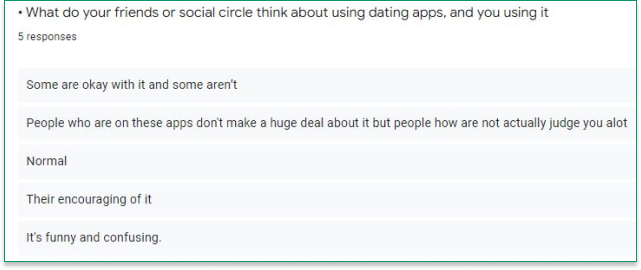 • What do your friends or social circle think about using dating apps, and you using it
5 responses
Some are okay with it and some aren't
People who are on these apps don't make a huge deal about it but people how are not actually judge you alot
Normal
Their encouraging of it
It's funny and confusing.